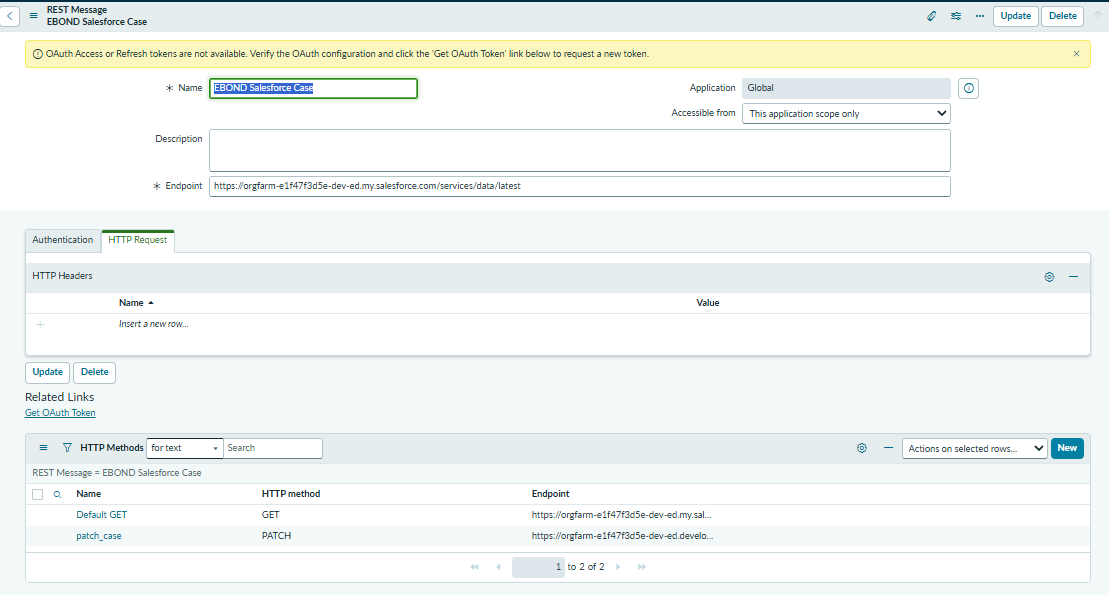 REST Message
EBOND Salesforce Case
Update Delete
OAuth Access or Refresh tokens are not available. Verify the OAuth configuration and click the 'Get OAuth Token' link below to request a new token.
Name EBOND Salesforce Case Application Global
Accessible from This application scope only
Description
Endpoint https://orgfarm-e1f47f3d5e-dev-ed.my.salesforce.com/services/data/latest
Authentication HTTP Request
HTTP Headers
Name Value
Insert a new row...
Update Delete
Related Links
Get OAuth Token
HTTP Methods for text Search Actions on selected rows... New
REST Message = EBOND Salesforce Case
Name HTTP method Endpoint
Default GET GET https://orgfarm-e1f47f3d5e-dev-ed.my.sal...
patch_case PATCH https://orgfarm-e1f47f3d5e-dev-ed.develo...
1 to 2 of 2